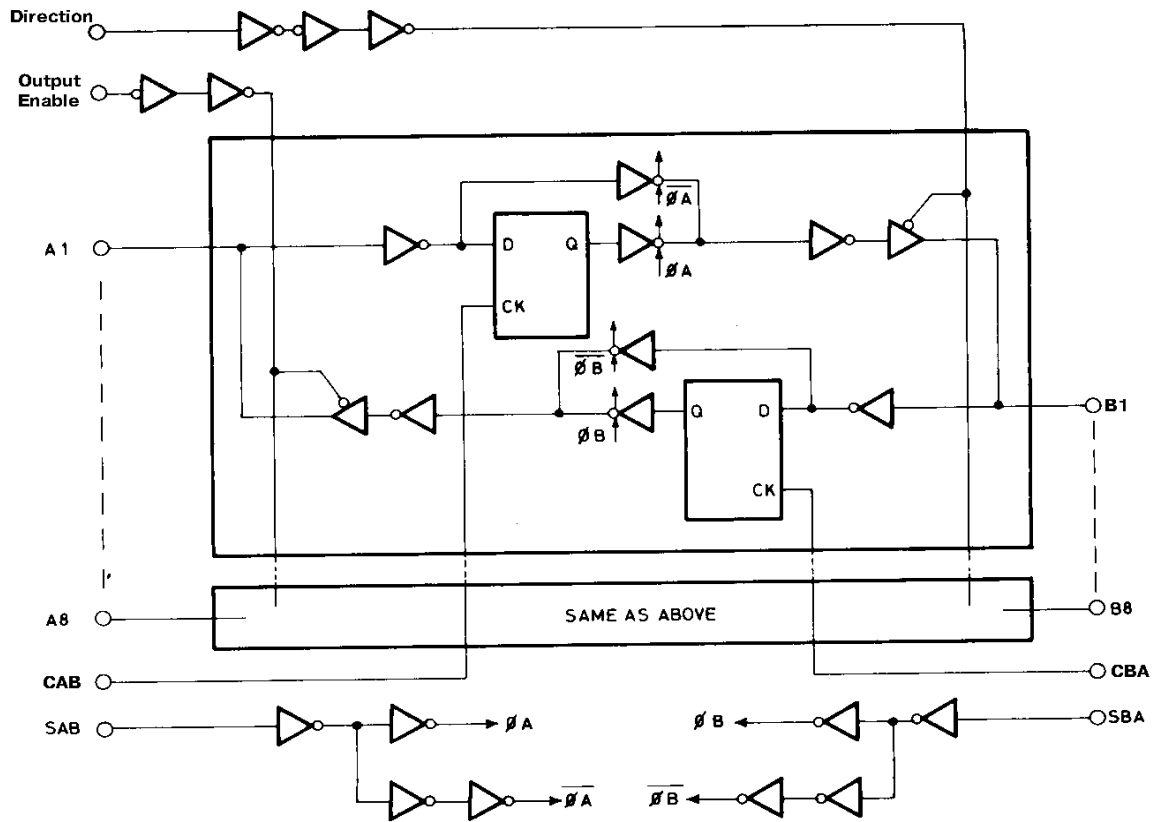 Direction
Output
Enable
A1
D
Q
CK
‾ØA‾
ØA
‾ØB‾
ØB
Q
D
CK
B1
A8
SAME AS ABOVE
B8
CAB
CBA
SAB
ØA
ØB
SBA
‾ØA‾
‾ØB‾